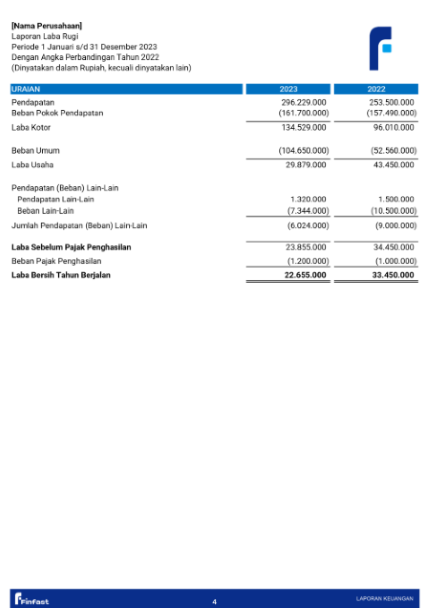 [Nama Perusahaan]
Laporan Laba Rugi
Periode 1 Januari s/d 31 Desember 2023
Dengan Angka Perbandingan Tahun 2022
(Dinyatakan dalam Rupiah, kecuali dinyatakan lain)
URAIAN 2023 2022
Pendapatan 296.229.000 253.500.000
Beban Pokok Pendapatan (161.700.000) (157.490.000)
Laba Kotor 134.529.000 96.010.000
Beban Umum (104.650.000) (52.560.000)
Laba Usaha 29.879.000 43.450.000
Pendapatan (Beban) Lain-Lain
Pendapatan Lain-Lain 1.320.000 1.500.000
Beban Lain-Lain (7.344.000) (10.500.000)
Jumlah Pendapatan (Beban) Lain-Lain (6.024.000) (9.000.000)
Laba Sebelum Pajak Penghasilan 23.855.000 34.450.000
Beban Pajak Penghasilan (1.200.000) (1.000.000)
Laba Bersih Tahun Berjalan 22.655.000 33.450.000
Finfact 4 LAPORAN KEUANGAN